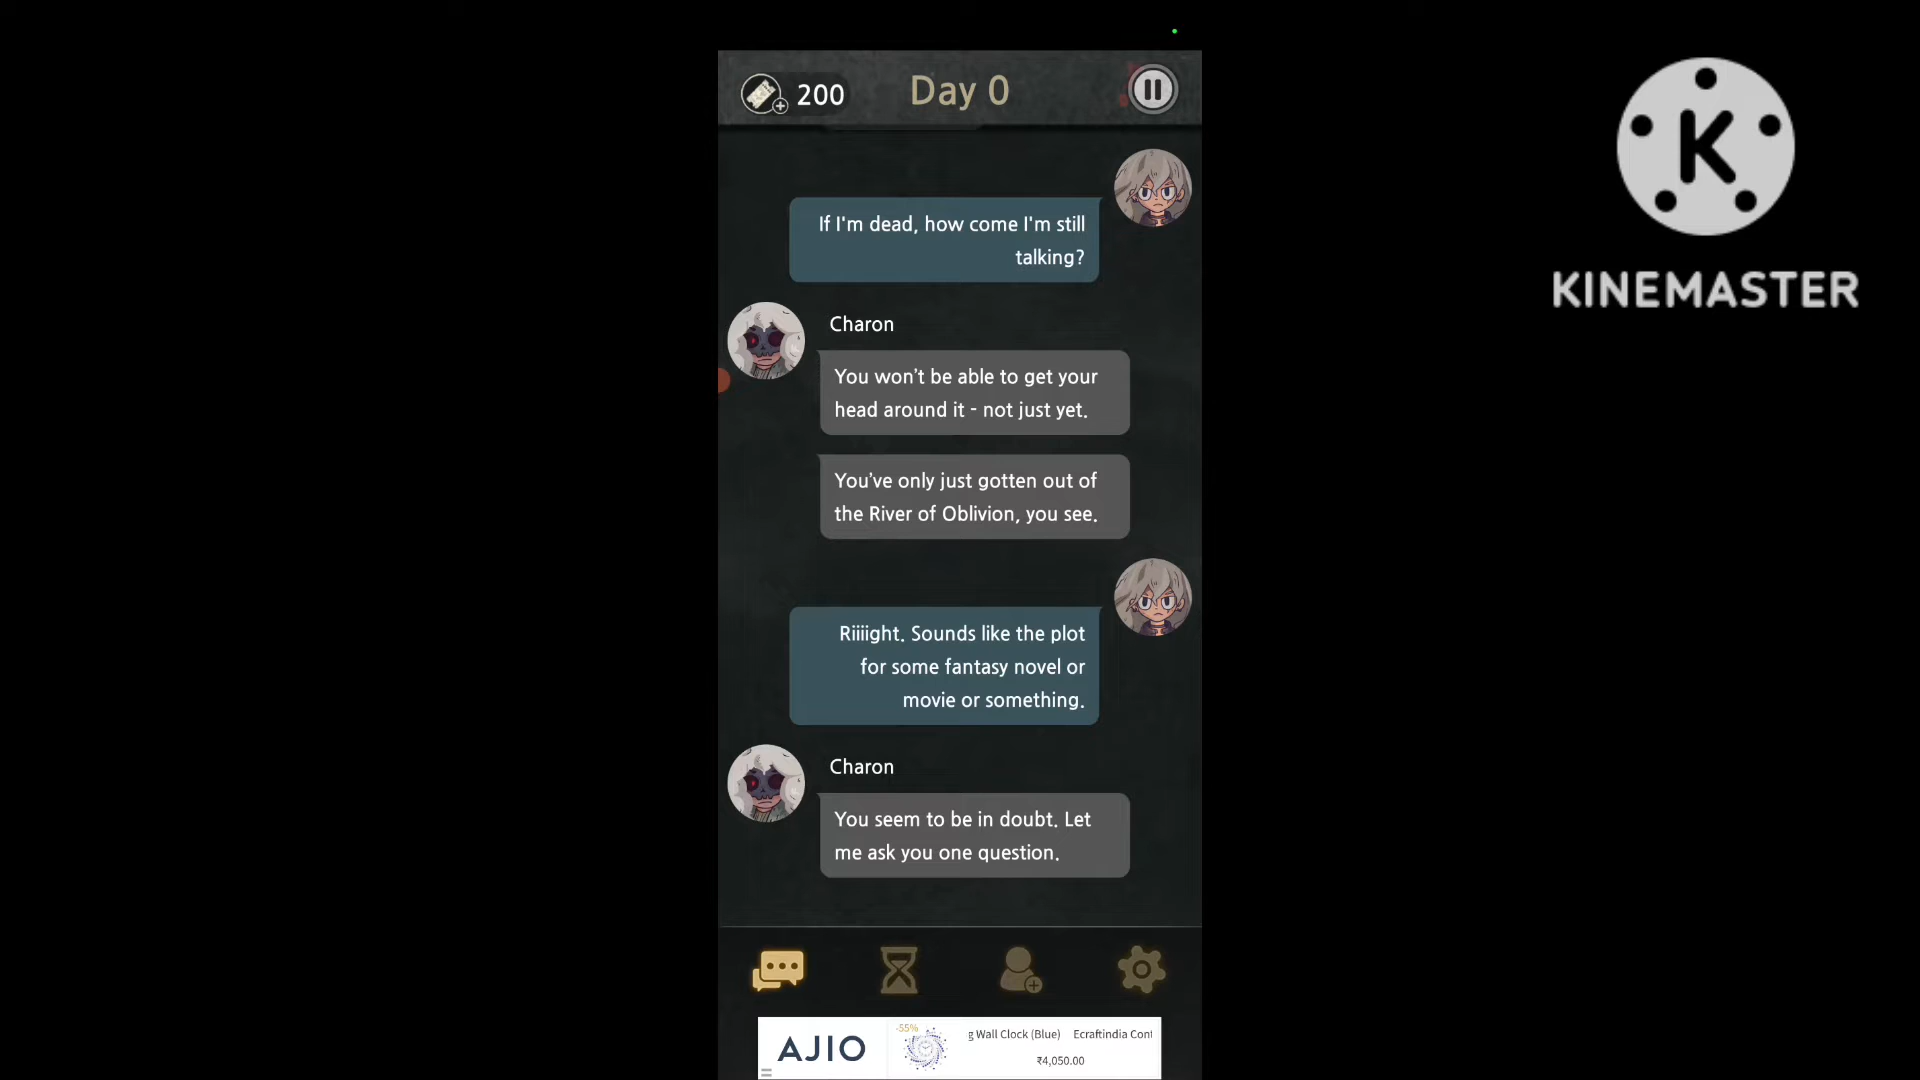 200
Day 0
K
KINEMASTER
If I'm dead, how come I'm still
talking?
Charon
You won't be able to get your
head around it - not just yet.
You've only just gotten out of
the River of Oblivion, you see.
Riiiight. Sounds like the plot
for some fantasy novel or
movie or something.
Charon
You seem to be in doubt. Let
me ask you one question.
AJIO
-55%
g Wall Clock (Blue) Ecraftindia Cont
₹4,050.00